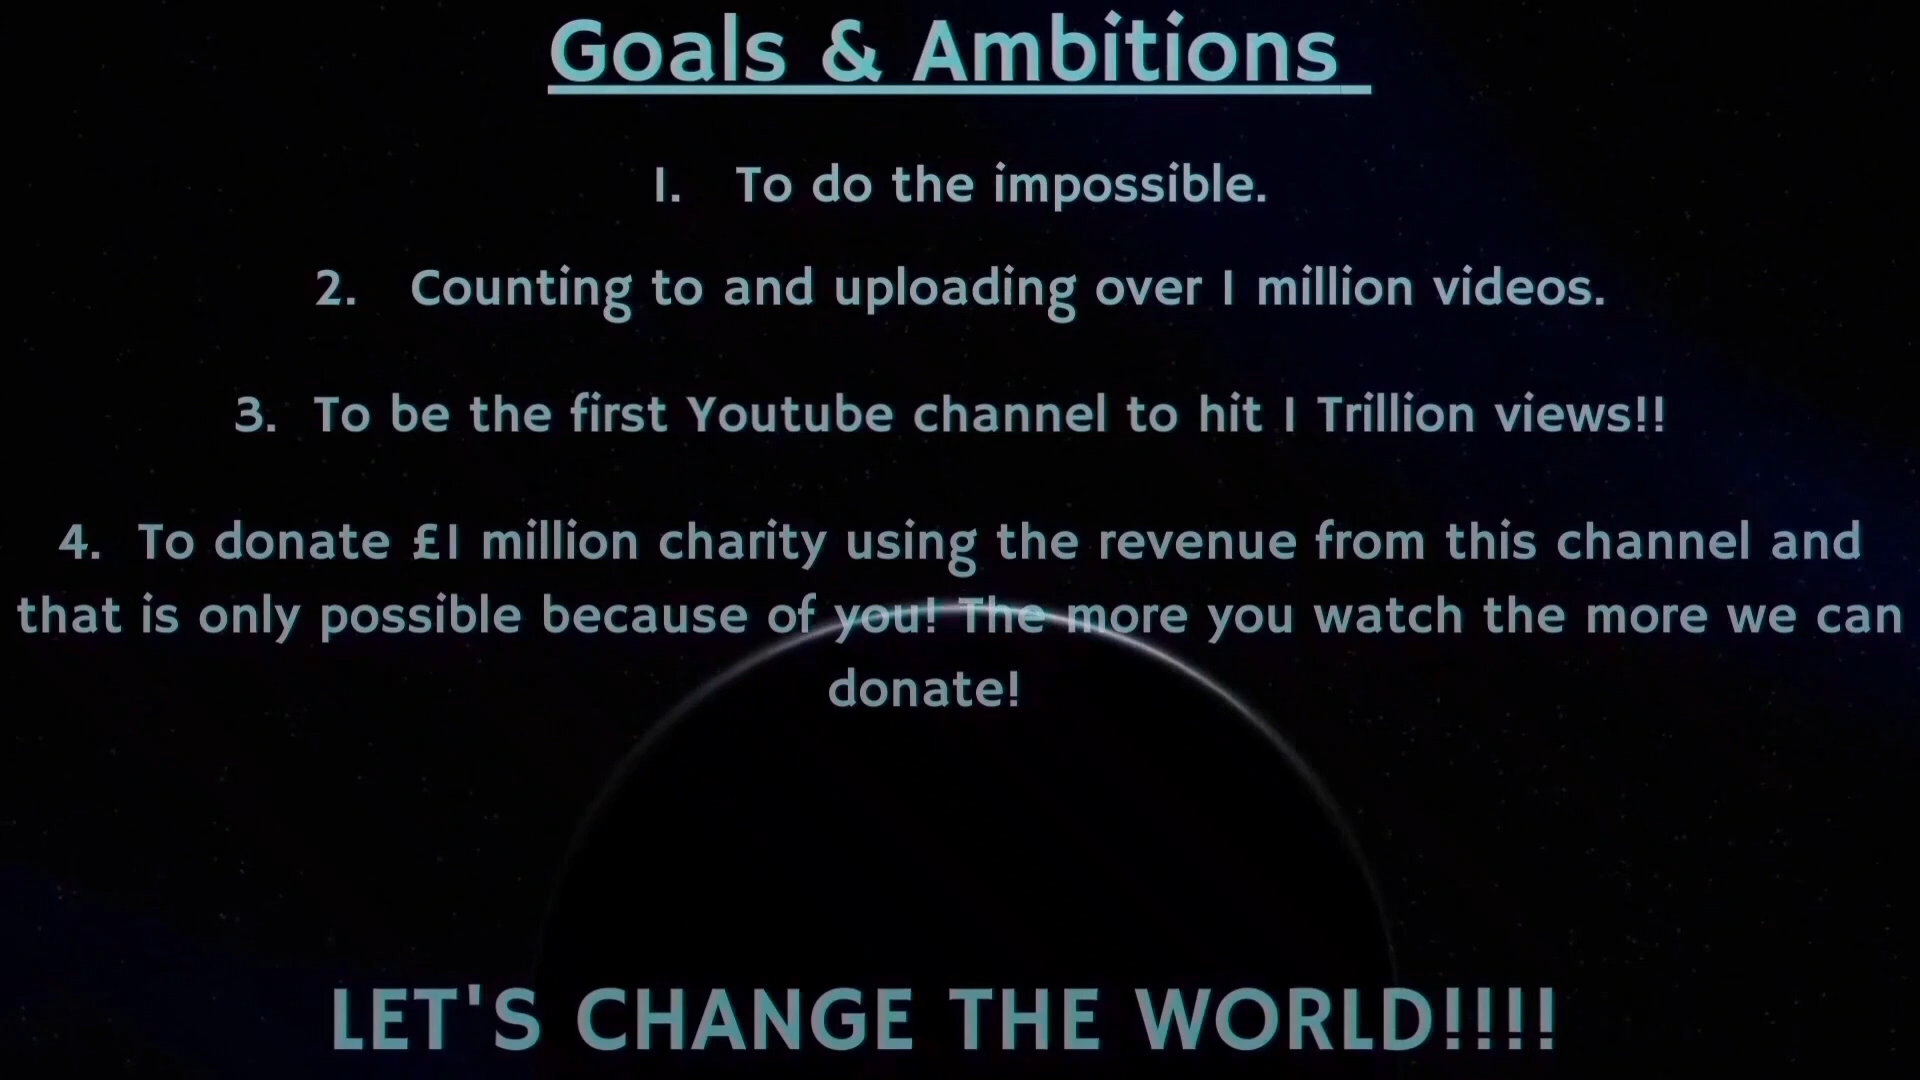 Goals & Ambitions
1. To do the impossible.
2. Counting to and uploading over 1 million videos.
3. To be the first Youtube channel to hit 1 Trillion views!!
4. To donate £1 million charity using the revenue from this channel and
that is only possible because of you! The more you watch the more we can
donate!
LET'S CHANGE THE WORLD!!!!